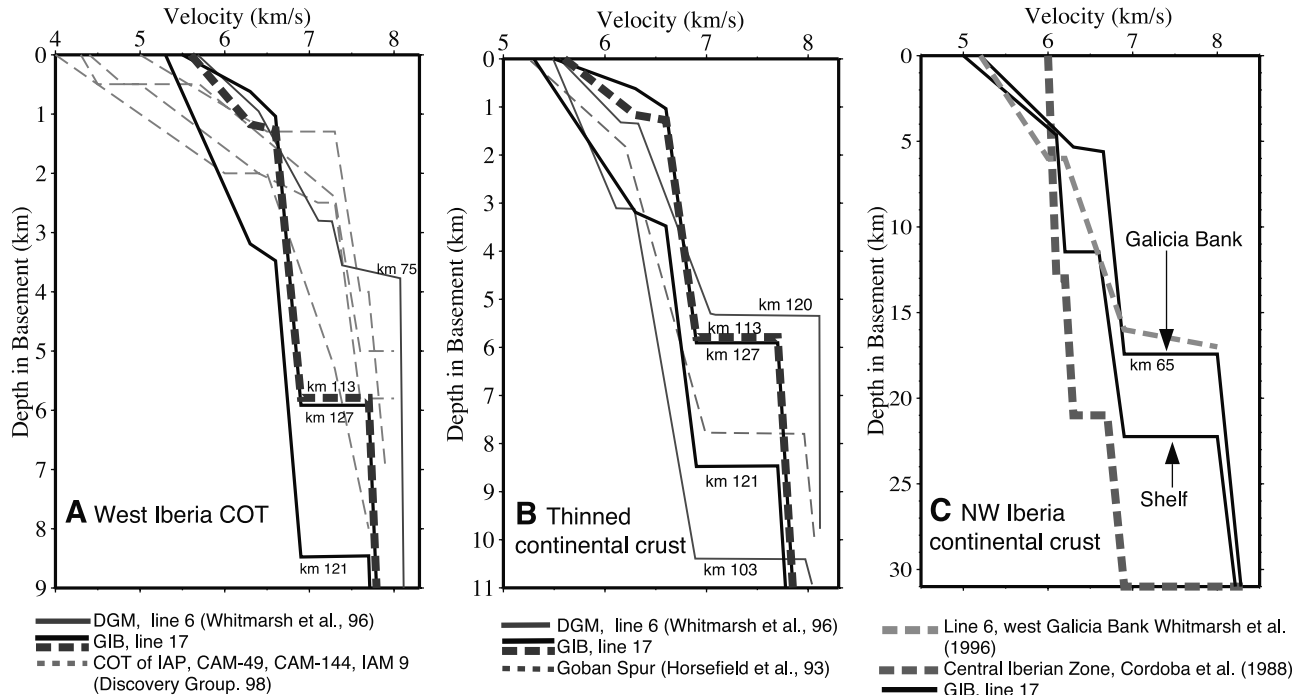 Velocity (km/s)
4 5 6 7 8
Depth in Basement (km)
0
1
2
3
4
5
6
7
8
9
km 75
km 113
km 127
km 121
A West Iberia COT
DGM, line 6 (Whitmarsh et al., 96)
GIB, line 17
COT of IAP, CAM-49, CAM-144, IAM 9
(Discovery Group. 98)
Velocity (km/s)
5 6 7 8
Depth in Basement (km)
0
1
2
3
4
5
6
7
8
9
10
11
km 120
km 113
km 127
km 121
km 103
B Thinned
continental crust
DGM, line 6 (Whitmarsh et al., 96)
GIB, line 17
Goban Spur (Horsefield et al., 93)
Velocity (km/s)
5 6 7 8
Depth in Basement (km)
0
5
10
15
20
25
30
Galicia Bank
km 65
Shelf
C NW Iberia
continental crust
Line 6, west Galicia Bank Whitmarsh et al.
(1996)
Central Iberian Zone, Cordoba et al. (1988)
GIB, line 17